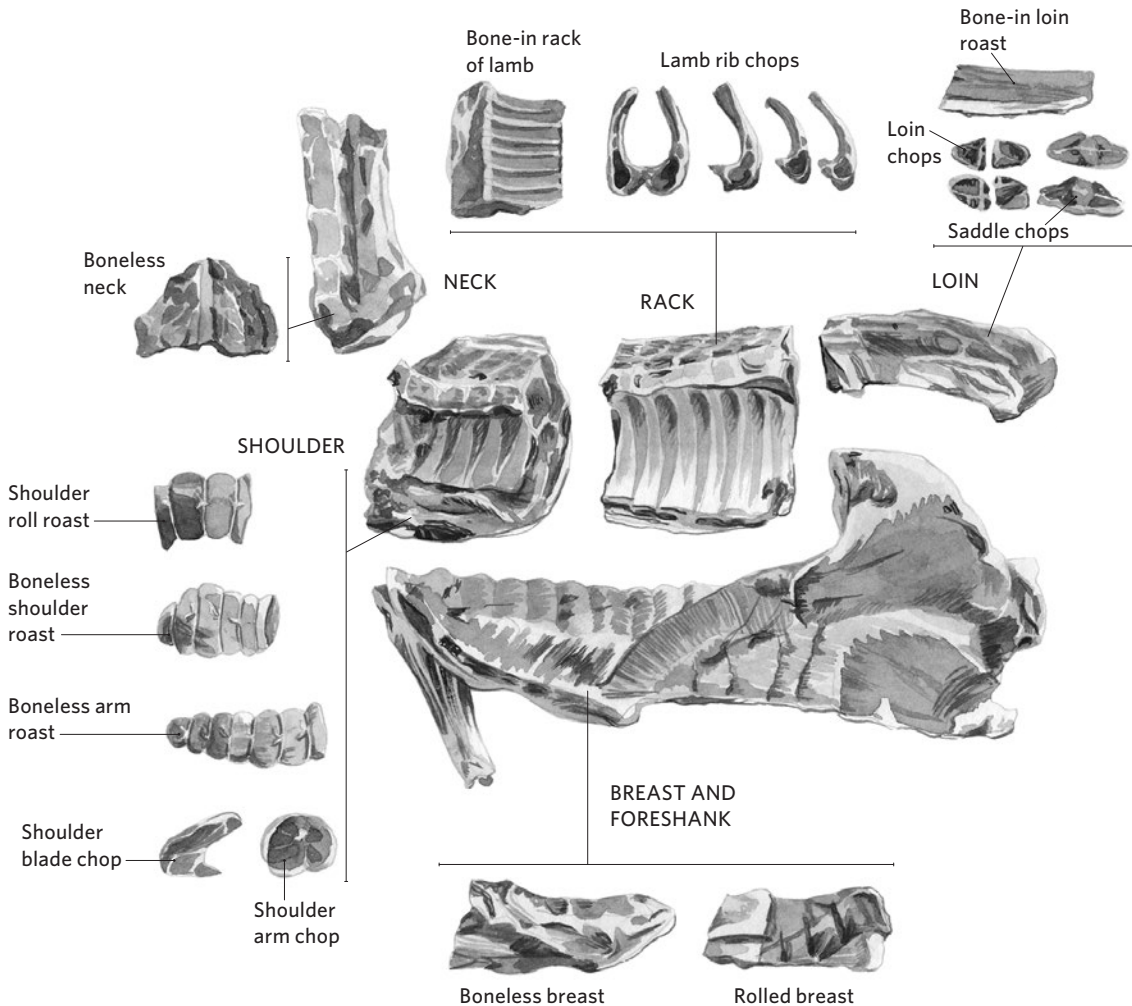 Bone-in rack
of lamb
Lamb rib chops
Bone-in loin
roast
Loin
chops
Saddle chops
Boneless
neck
NECK
RACK
LOIN
SHOULDER
Shoulder
roll roast
Boneless
shoulder
roast
Boneless arm
roast
Shoulder
blade chop
Shoulder
arm chop
BREAST AND
FORESHANK
Boneless breast
Rolled breast